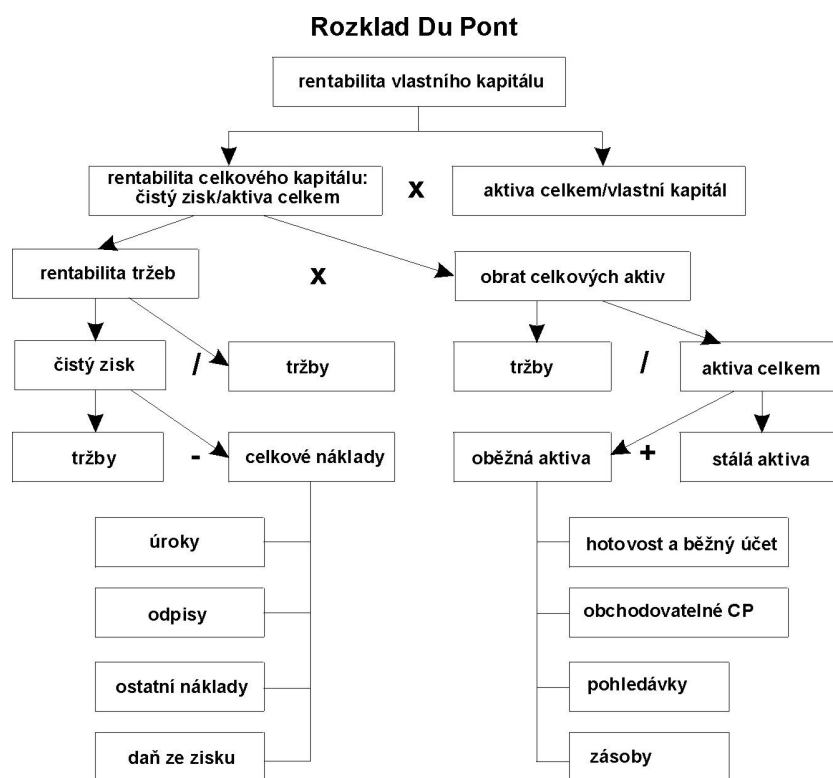 Rozklad Du Pont
rentabilita vlastního kapitálu
rentabilita celkového kapitálu:
čistý zisk/aktiva celkem
x
aktiva celkem/vlastní kapitál
rentabilita tržeb
x
obrat celkových aktiv
čistý zisk
/
tržby
tržby
/
aktiva celkem
tržby
-
celkové náklady
oběžná aktiva
+
stálá aktiva
úroky
hotovost a běžný účet
odpisy
obchodovatelné CP
ostatní náklady
pohledávky
daň ze zisku
zásoby